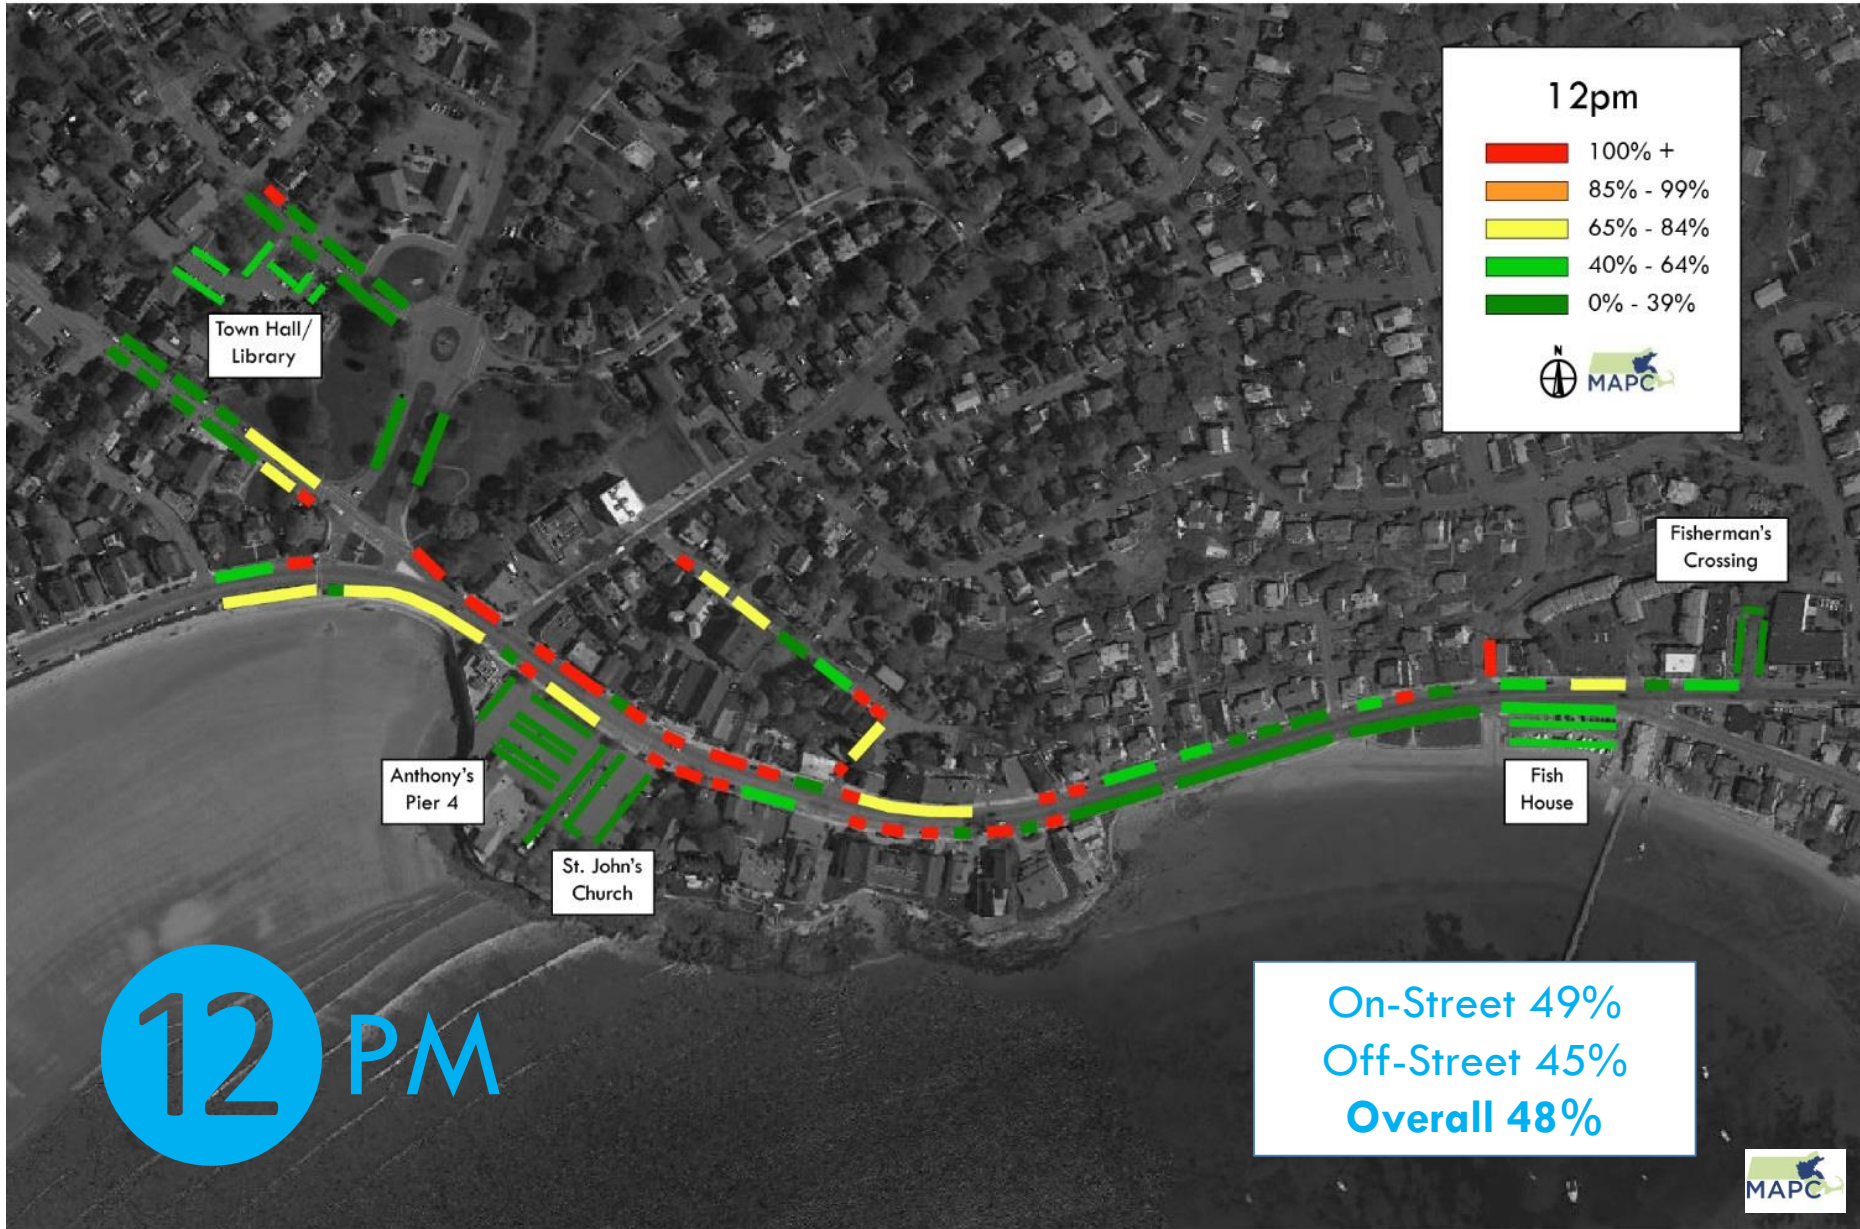 12pm
100% +
85% - 99%
65% - 84%
40% - 64%
0% - 39%
N
MAPC
Town Hall/
Library
Fisherman's
Crossing
Anthony's
Pier 4
Fish
House
St. John's
Church
12 PM
On-Street 49%
Off-Street 45%
Overall 48%
MAPC